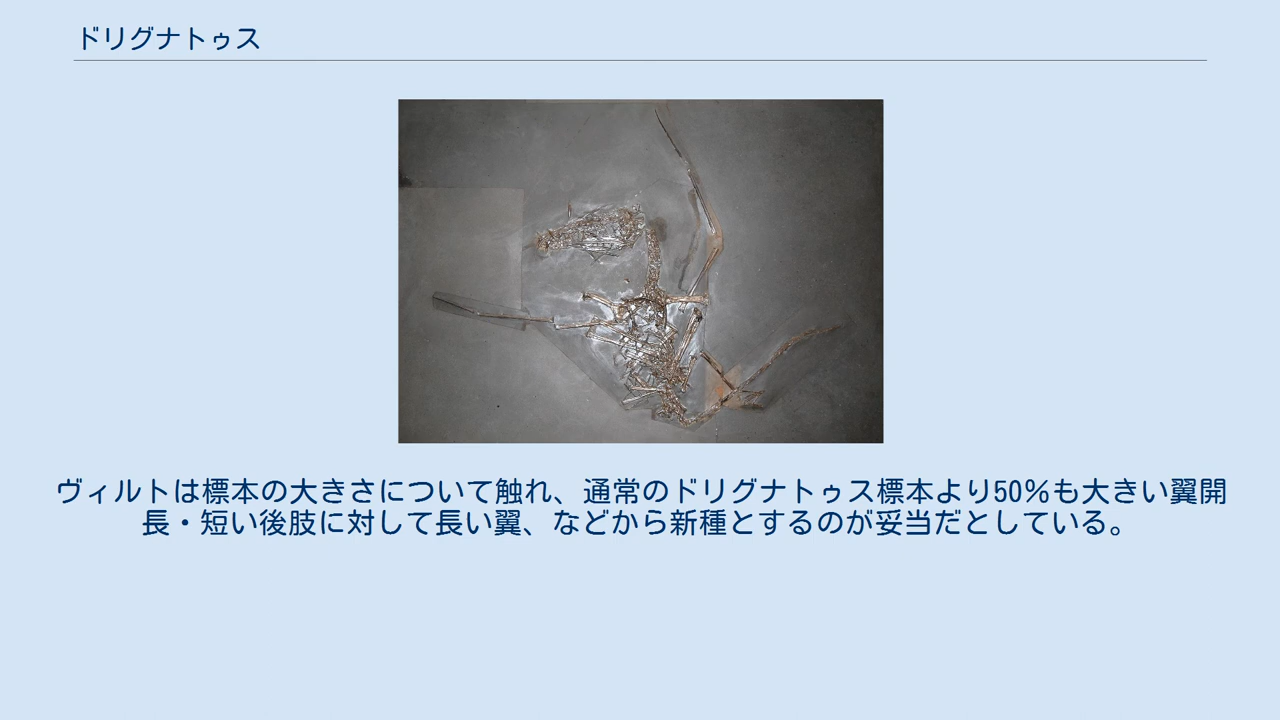 ドリグナトゥス
ヴィルトは標本の大きさについて触れ、通常のドリグナトゥス標本より50％も大きい翼開
長・短い後肢に対して長い翼、などから新種とするのが妥当だとしている。